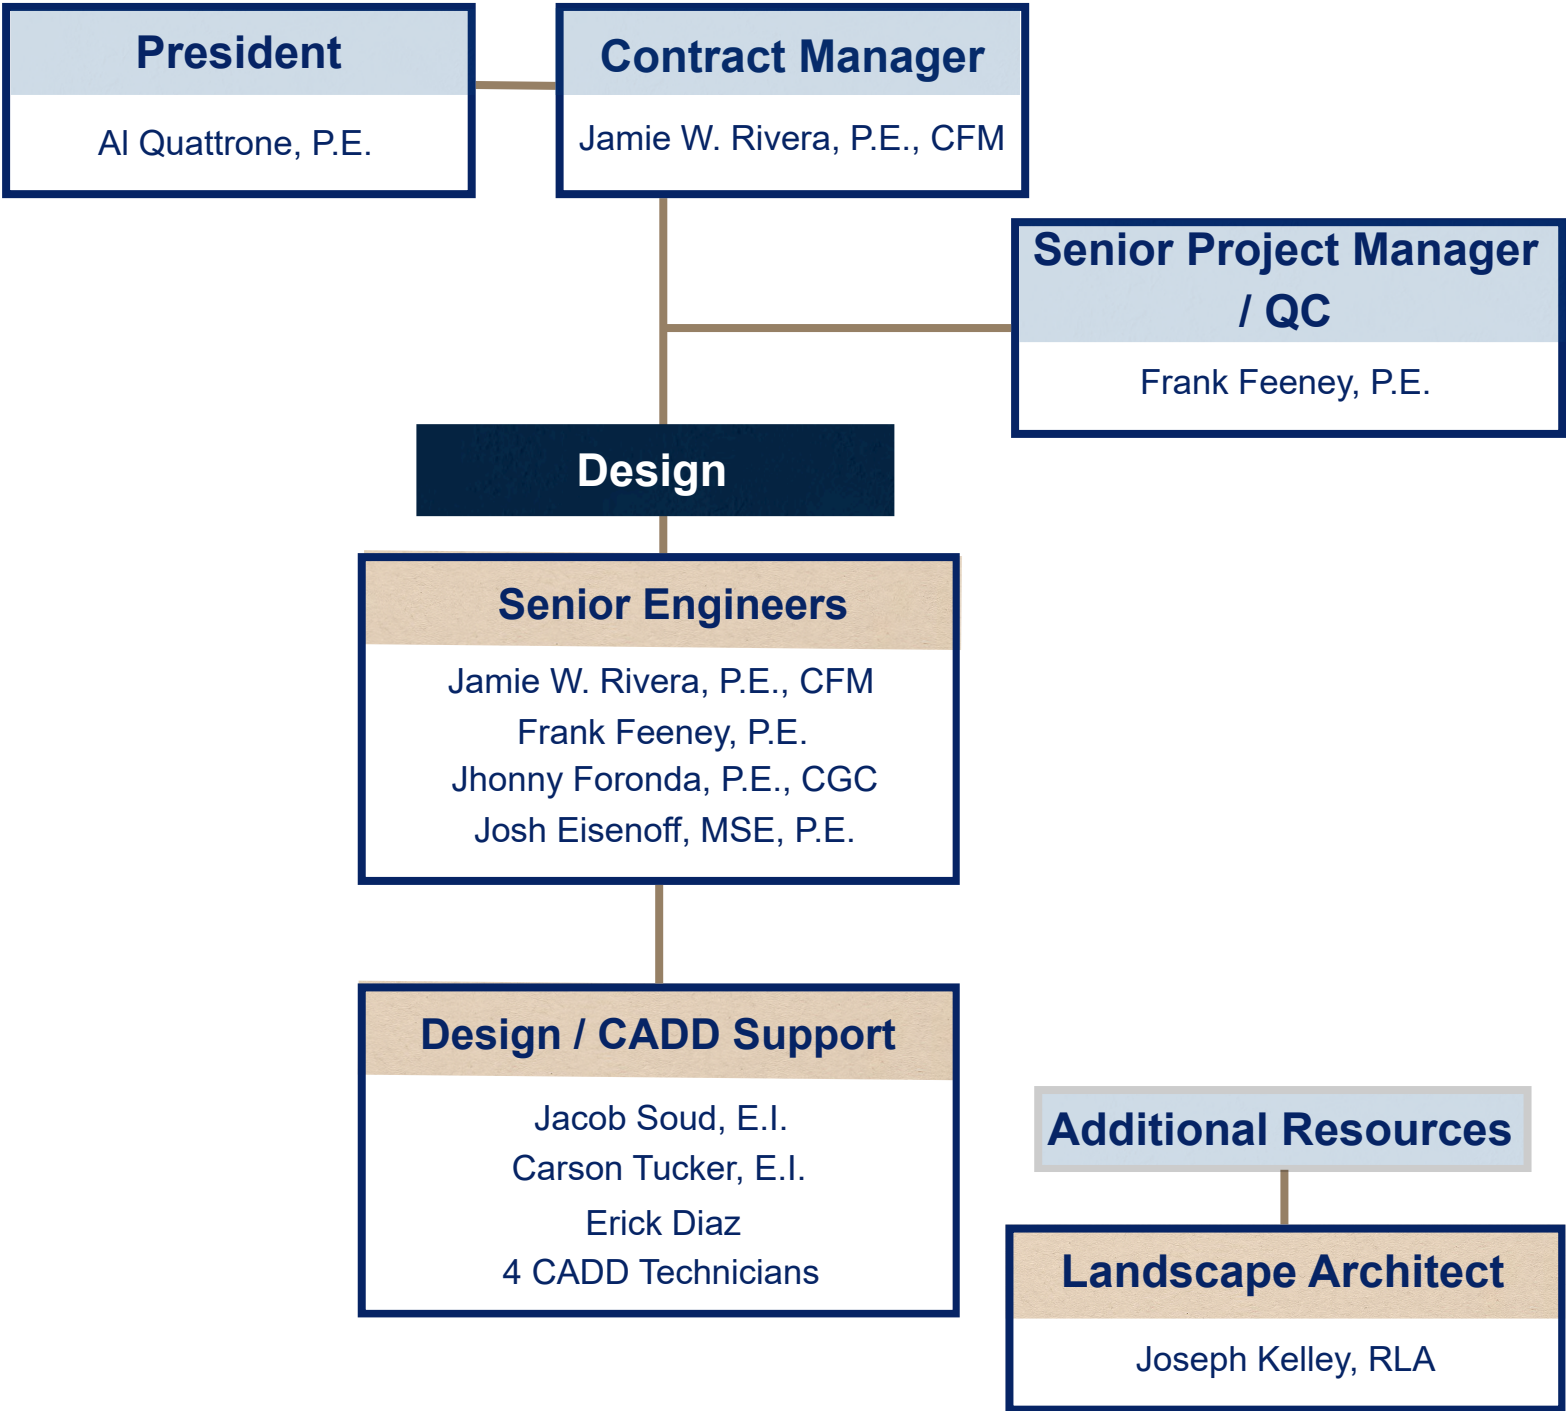 President
Al Quattrone, P.E.
Contract Manager
Jamie W. Rivera, P.E., CFM
Senior Project Manager
/ QC
Frank Feeney, P.E.
Design
Senior Engineers
Jamie W. Rivera, P.E., CFM
Frank Feeney, P.E.
Jhonny Foronda, P.E., CGC
Josh Eisenoff, MSE, P.E.
Design / CADD Support
Jacob Soud, E.I.
Carson Tucker, E.I.
Erick Diaz
4 CADD Technicians
Additional Resources
Landscape Architect
Joseph Kelley, RLA